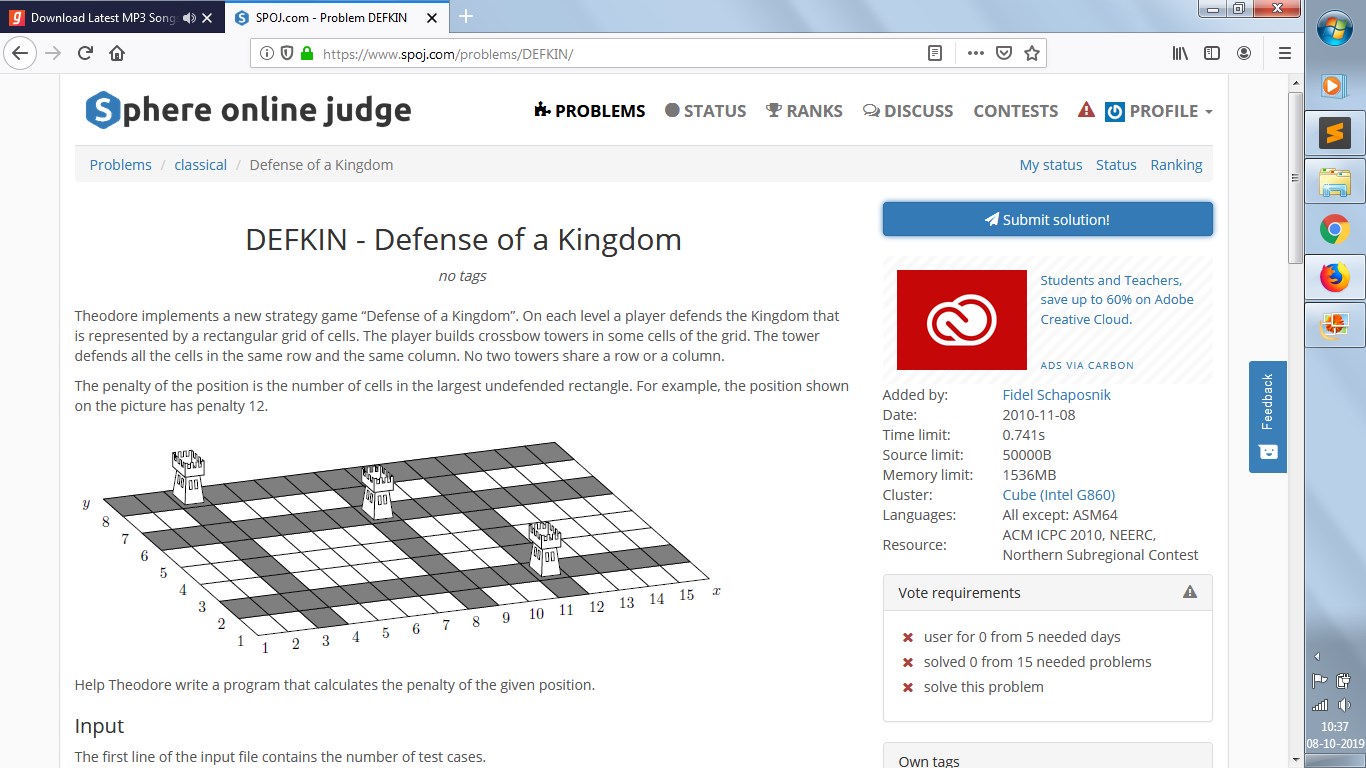 Download Latest MP3 Song
SPOJ.com - Problem DEFKIN
https://www.spoj.com/problems/DEFKIN/
Sphere online judge
PROBLEMS STATUS RANKS DISCUSS CONTESTS PROFILE
Problems / classical / Defense of a Kingdom
My status Status Ranking
DEFKIN - Defense of a Kingdom
no tags
Theodore implements a new strategy game “Defense of a Kingdom”. On each level a player defends the Kingdom that
is represented by a rectangular grid of cells. The player builds crossbow towers in some cells of the grid. The tower
defends all the cells in the same row and the same column. No two towers share a row or a column.
The penalty of the position is the number of cells in the largest undefended rectangle. For example, the position shown
on the picture has penalty 12.
y
8
7
6
5
4
3
2
1
1 2 3 4 5 6 7 8 9 10 11 12 13 14 15 x
Help Theodore write a program that calculates the penalty of the given position.
Input
The first line of the input file contains the number of test cases.
Submit solution!
Students and Teachers,
save up to 60% on Adobe
Creative Cloud.
ADS VIA CARBON
Added by: Fidel Schaposnik
Date: 2010-11-08
Time limit: 0.741s
Source limit: 50000B
Memory limit: 1536MB
Cluster: Cube (Intel G860)
Languages: All except: ASM64
Resource: ACM ICPC 2010, NEERC,
Northern Subregional Contest
Vote requirements
user for 0 from 5 needed days
solved 0 from 15 needed problems
solve this problem
Own tags
Feedback
10:37
08-10-2019